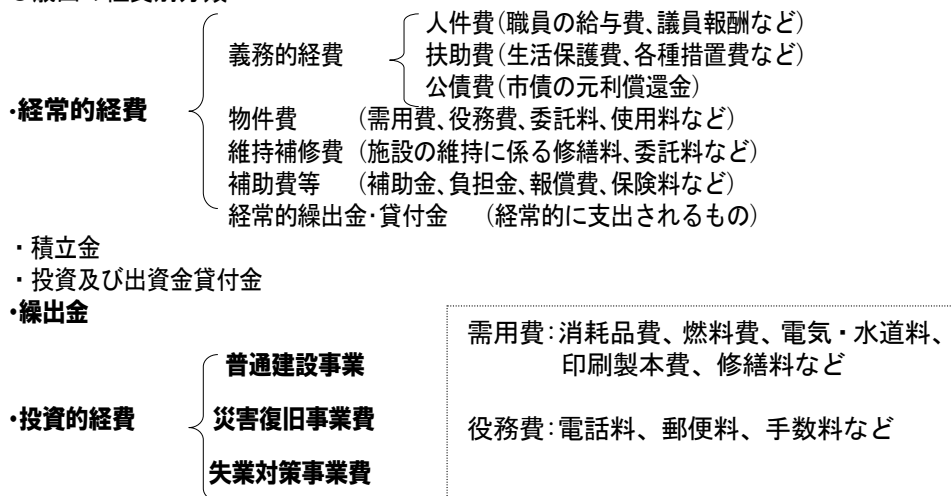 人件費(職員の給与費、議員報酬など)
義務的経費 扶助費(生活保護費、各種措置費など)
公債費(市債の元利償還金)
・経常的経費
物件費 (需用費、役務費、委託料、使用料など)
維持補修費 (施設の維持に係る修繕料、委託料など)
補助費等 (補助金、負担金、報償費、保険料など)
経常的繰出金・貸付金 (経常的に支出されるもの)
・積立金
・投資及び出資金貸付金
・繰出金
普通建設事業
・投資的経費 災害復旧事業費
失業対策事業費
需用費:消耗品費、燃料費、電気・水道料、
印刷製本費、修繕料など
役務費:電話料、郵便料、手数料など